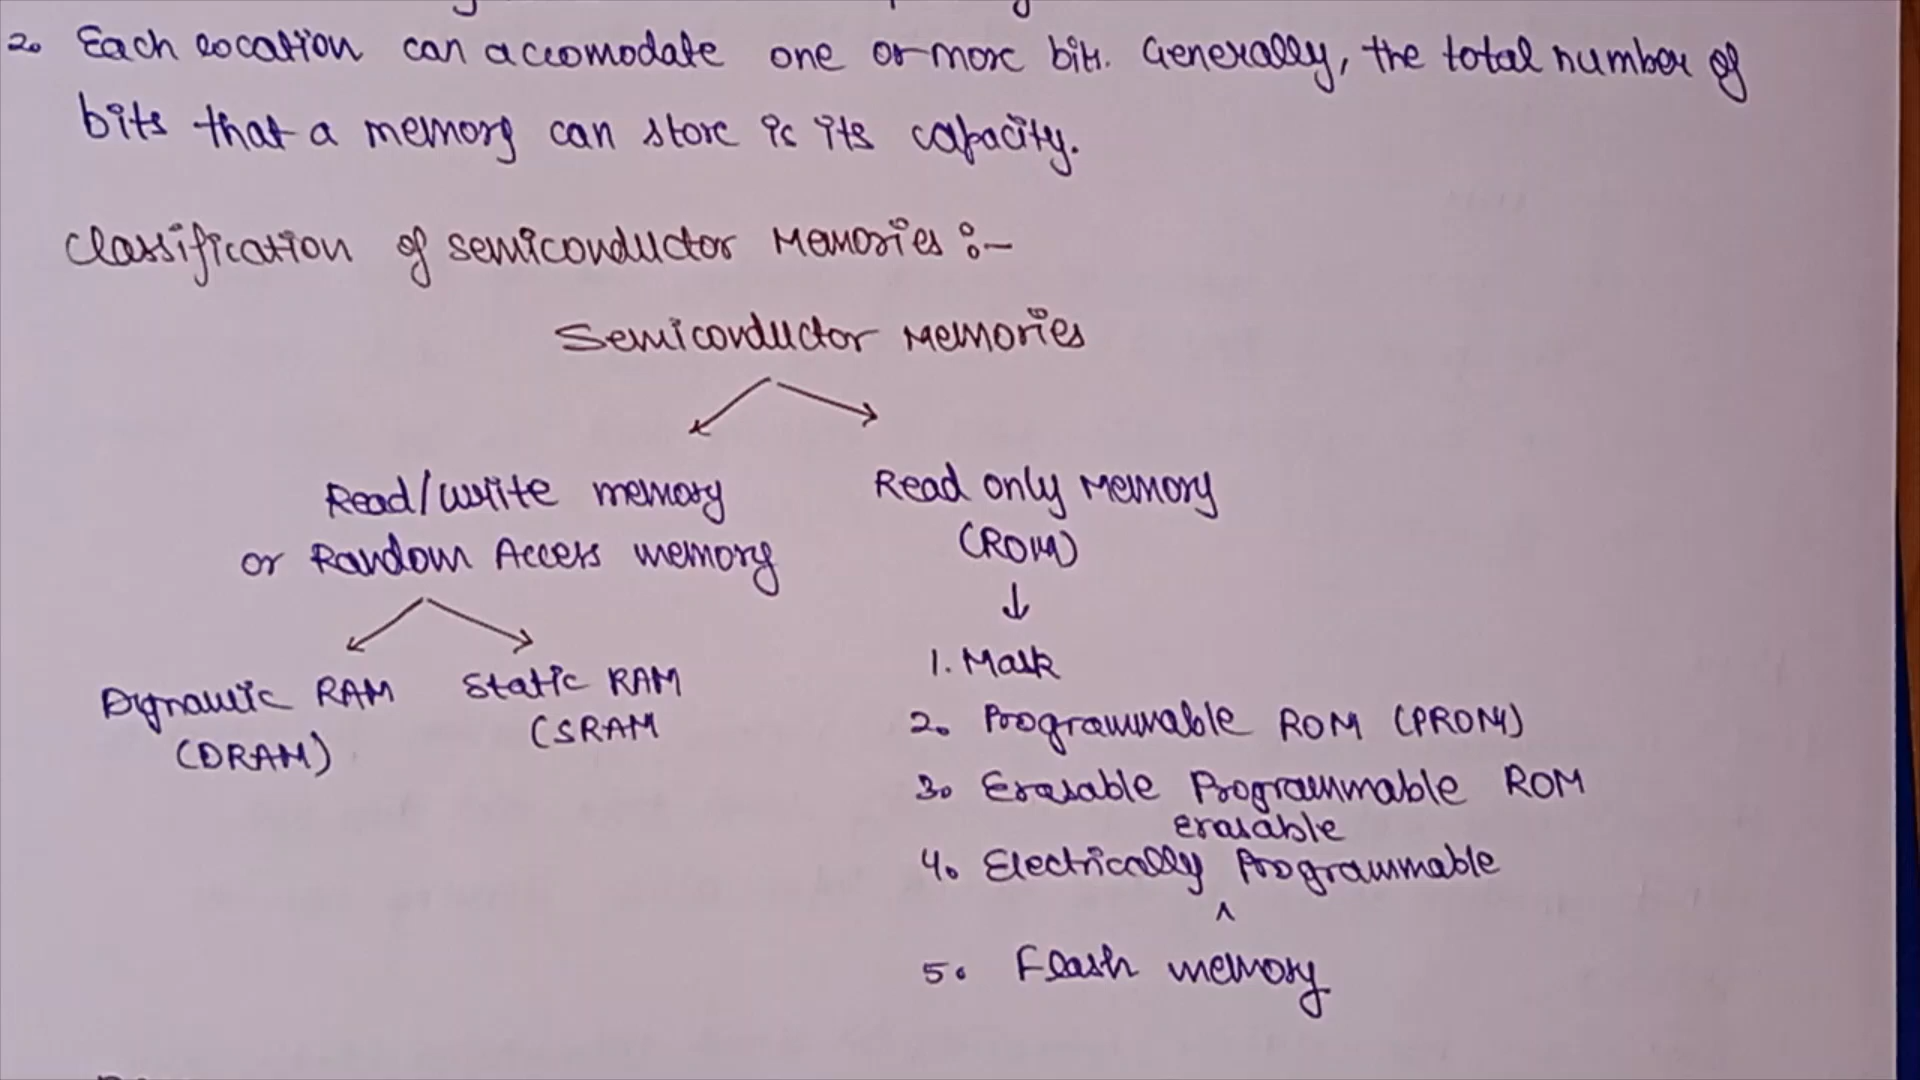 2. Each location can accomodate one or more bits. Generally, the total number of
bits that a memory can store is its capacity.
Classification of semiconductor Memories :-
Semiconductor Memories
Read/write memory
or Random Access memory
Read only Memory
(ROM)
Dynamic RAM
(DRAM)
Static RAM
(SRAM
1. Mask
2. Programmable ROM (PROM)
3. Erasable Programmable ROM
erasable
4. Electrically Programmable
^
5. Flash memory